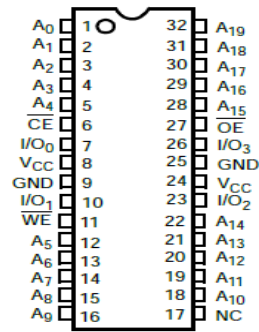 A0 1 32 A19
A1 2 31 A18
A2 3 30 A17
A3 4 29 A16
A4 5 28 A15
C̅E̅ 6 27 O̅E̅
I/O0 7 26 I/O3
VCC 8 25 GND
GND 9 24 VCC
I/O1 10 23 I/O2
W̅E̅ 11 22 A14
A5 12 21 A13
A6 13 20 A12
A7 14 19 A11
A8 15 18 A10
A9 16 17 NC